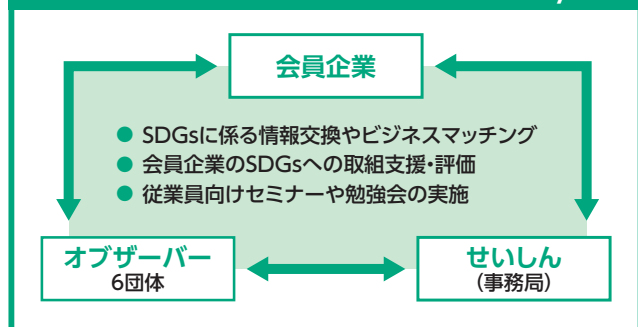 会員企業
● SDGsに係る情報交換やビジネスマッチング
● 会員企業のSDGsへの取組支援・評価
● 従業員向けセミナーや勉強会の実施
オブザーバー
6団体
せいしん
(事務局)